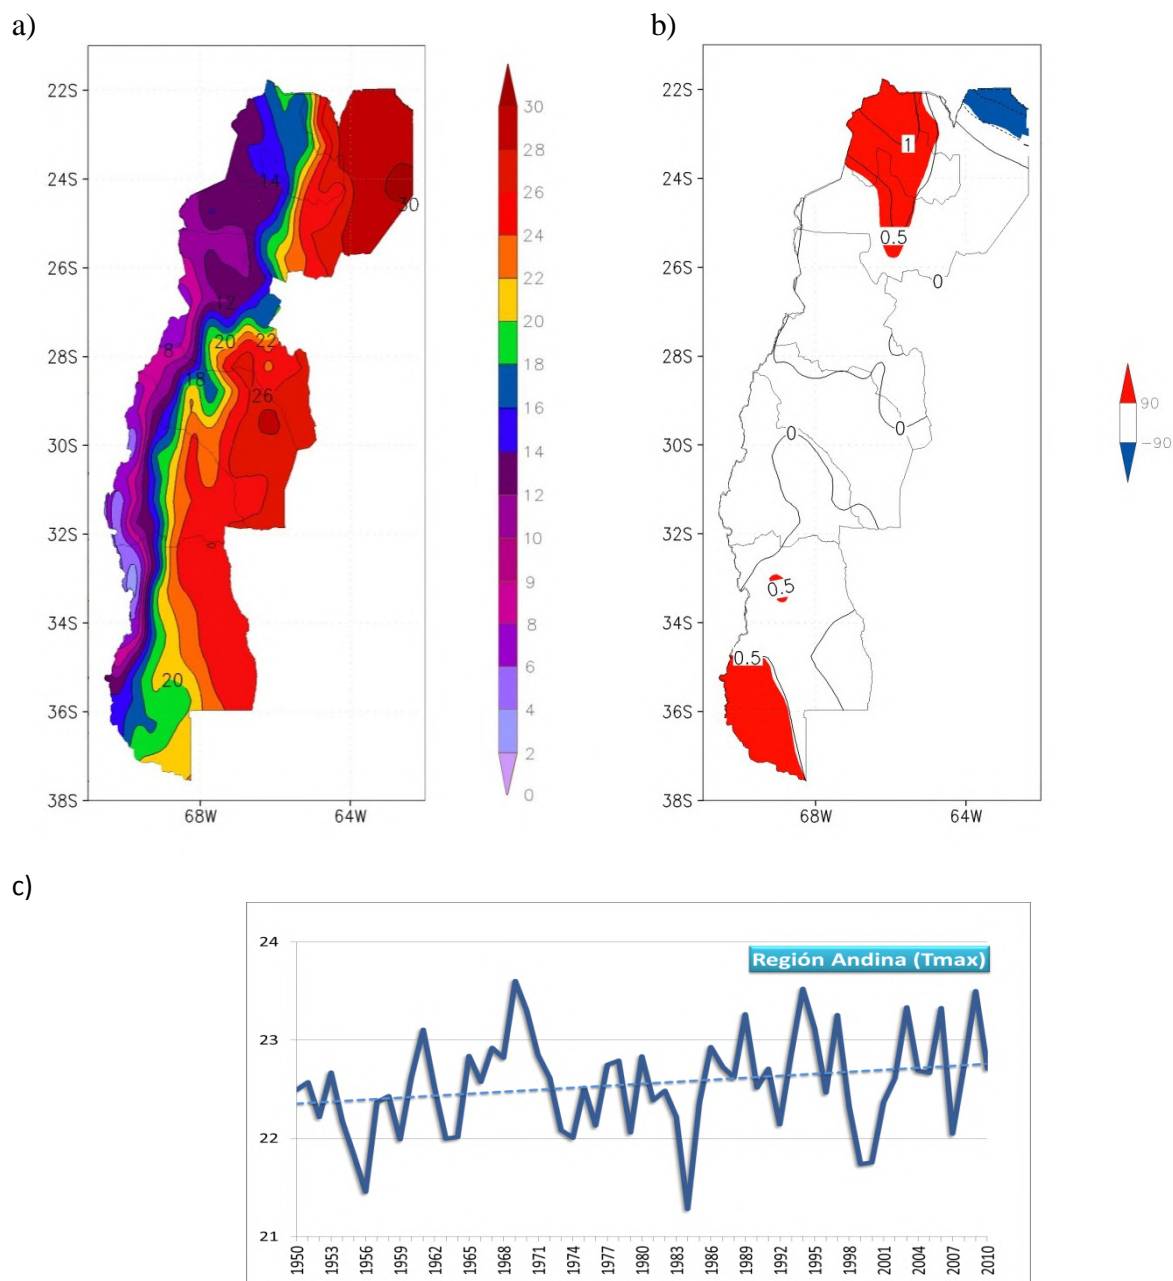 a)
22S
24S
26S
28S
30S
32S
34S
36S
38S
68W
64W
14
30
12
8
20
22
18
26
20
30
28
26
24
22
20
18
16
14
12
10
9
8
6
4
2
0
b)
22S
24S
26S
28S
30S
32S
34S
36S
38S
68W
64W
1
0.5
0
0
0
0.5
0.5
90
-90
c)
Región Andina (Tmax)
24
23
22
21
1950
1953
1956
1959
1962
1965
1968
1971
1974
1977
1980
1983
1986
1989
1992
1995
1998
2001
2004
2007
2010